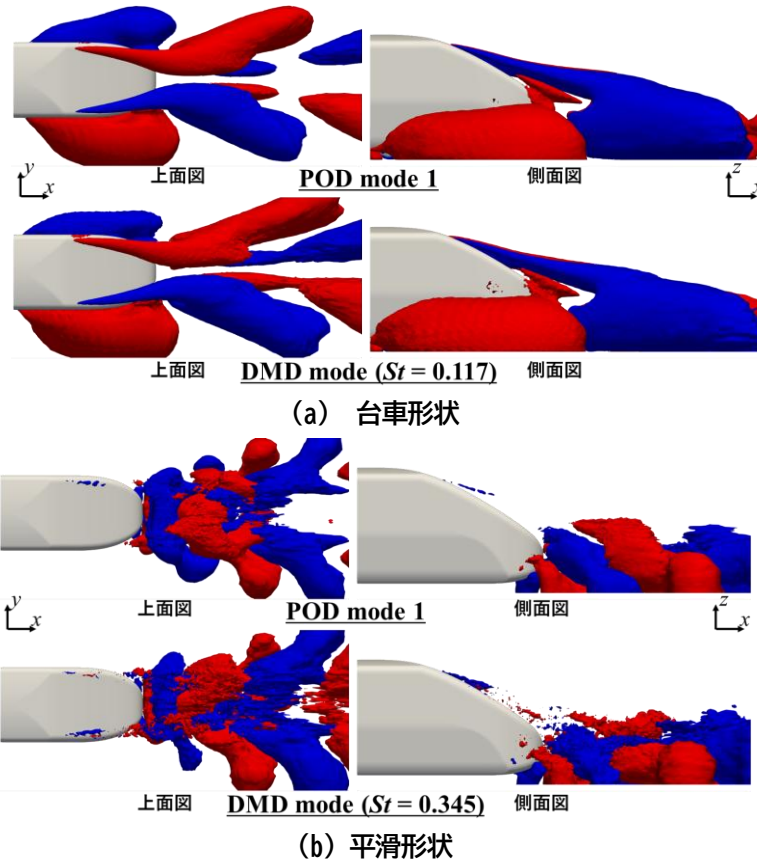 y
x
上面図
POD mode 1
側面図
z
x
上面図
DMD mode (St = 0.117)
側面図
(a) 台車形状
y
x
上面図
POD mode 1
側面図
z
x
上面図
DMD mode (St = 0.345)
側面図
(b) 平滑形状